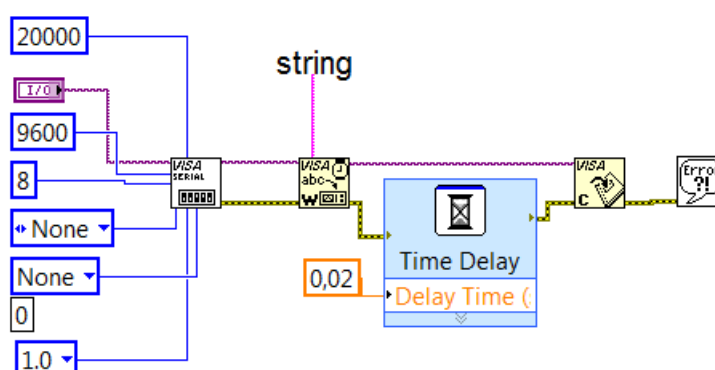 20000
string
I/O
9600
VISA
SERIAL
VISA
abc
W
VISA
C
Error
?!
8
None
Time Delay
None
0,02
Delay Time (
0
1.0